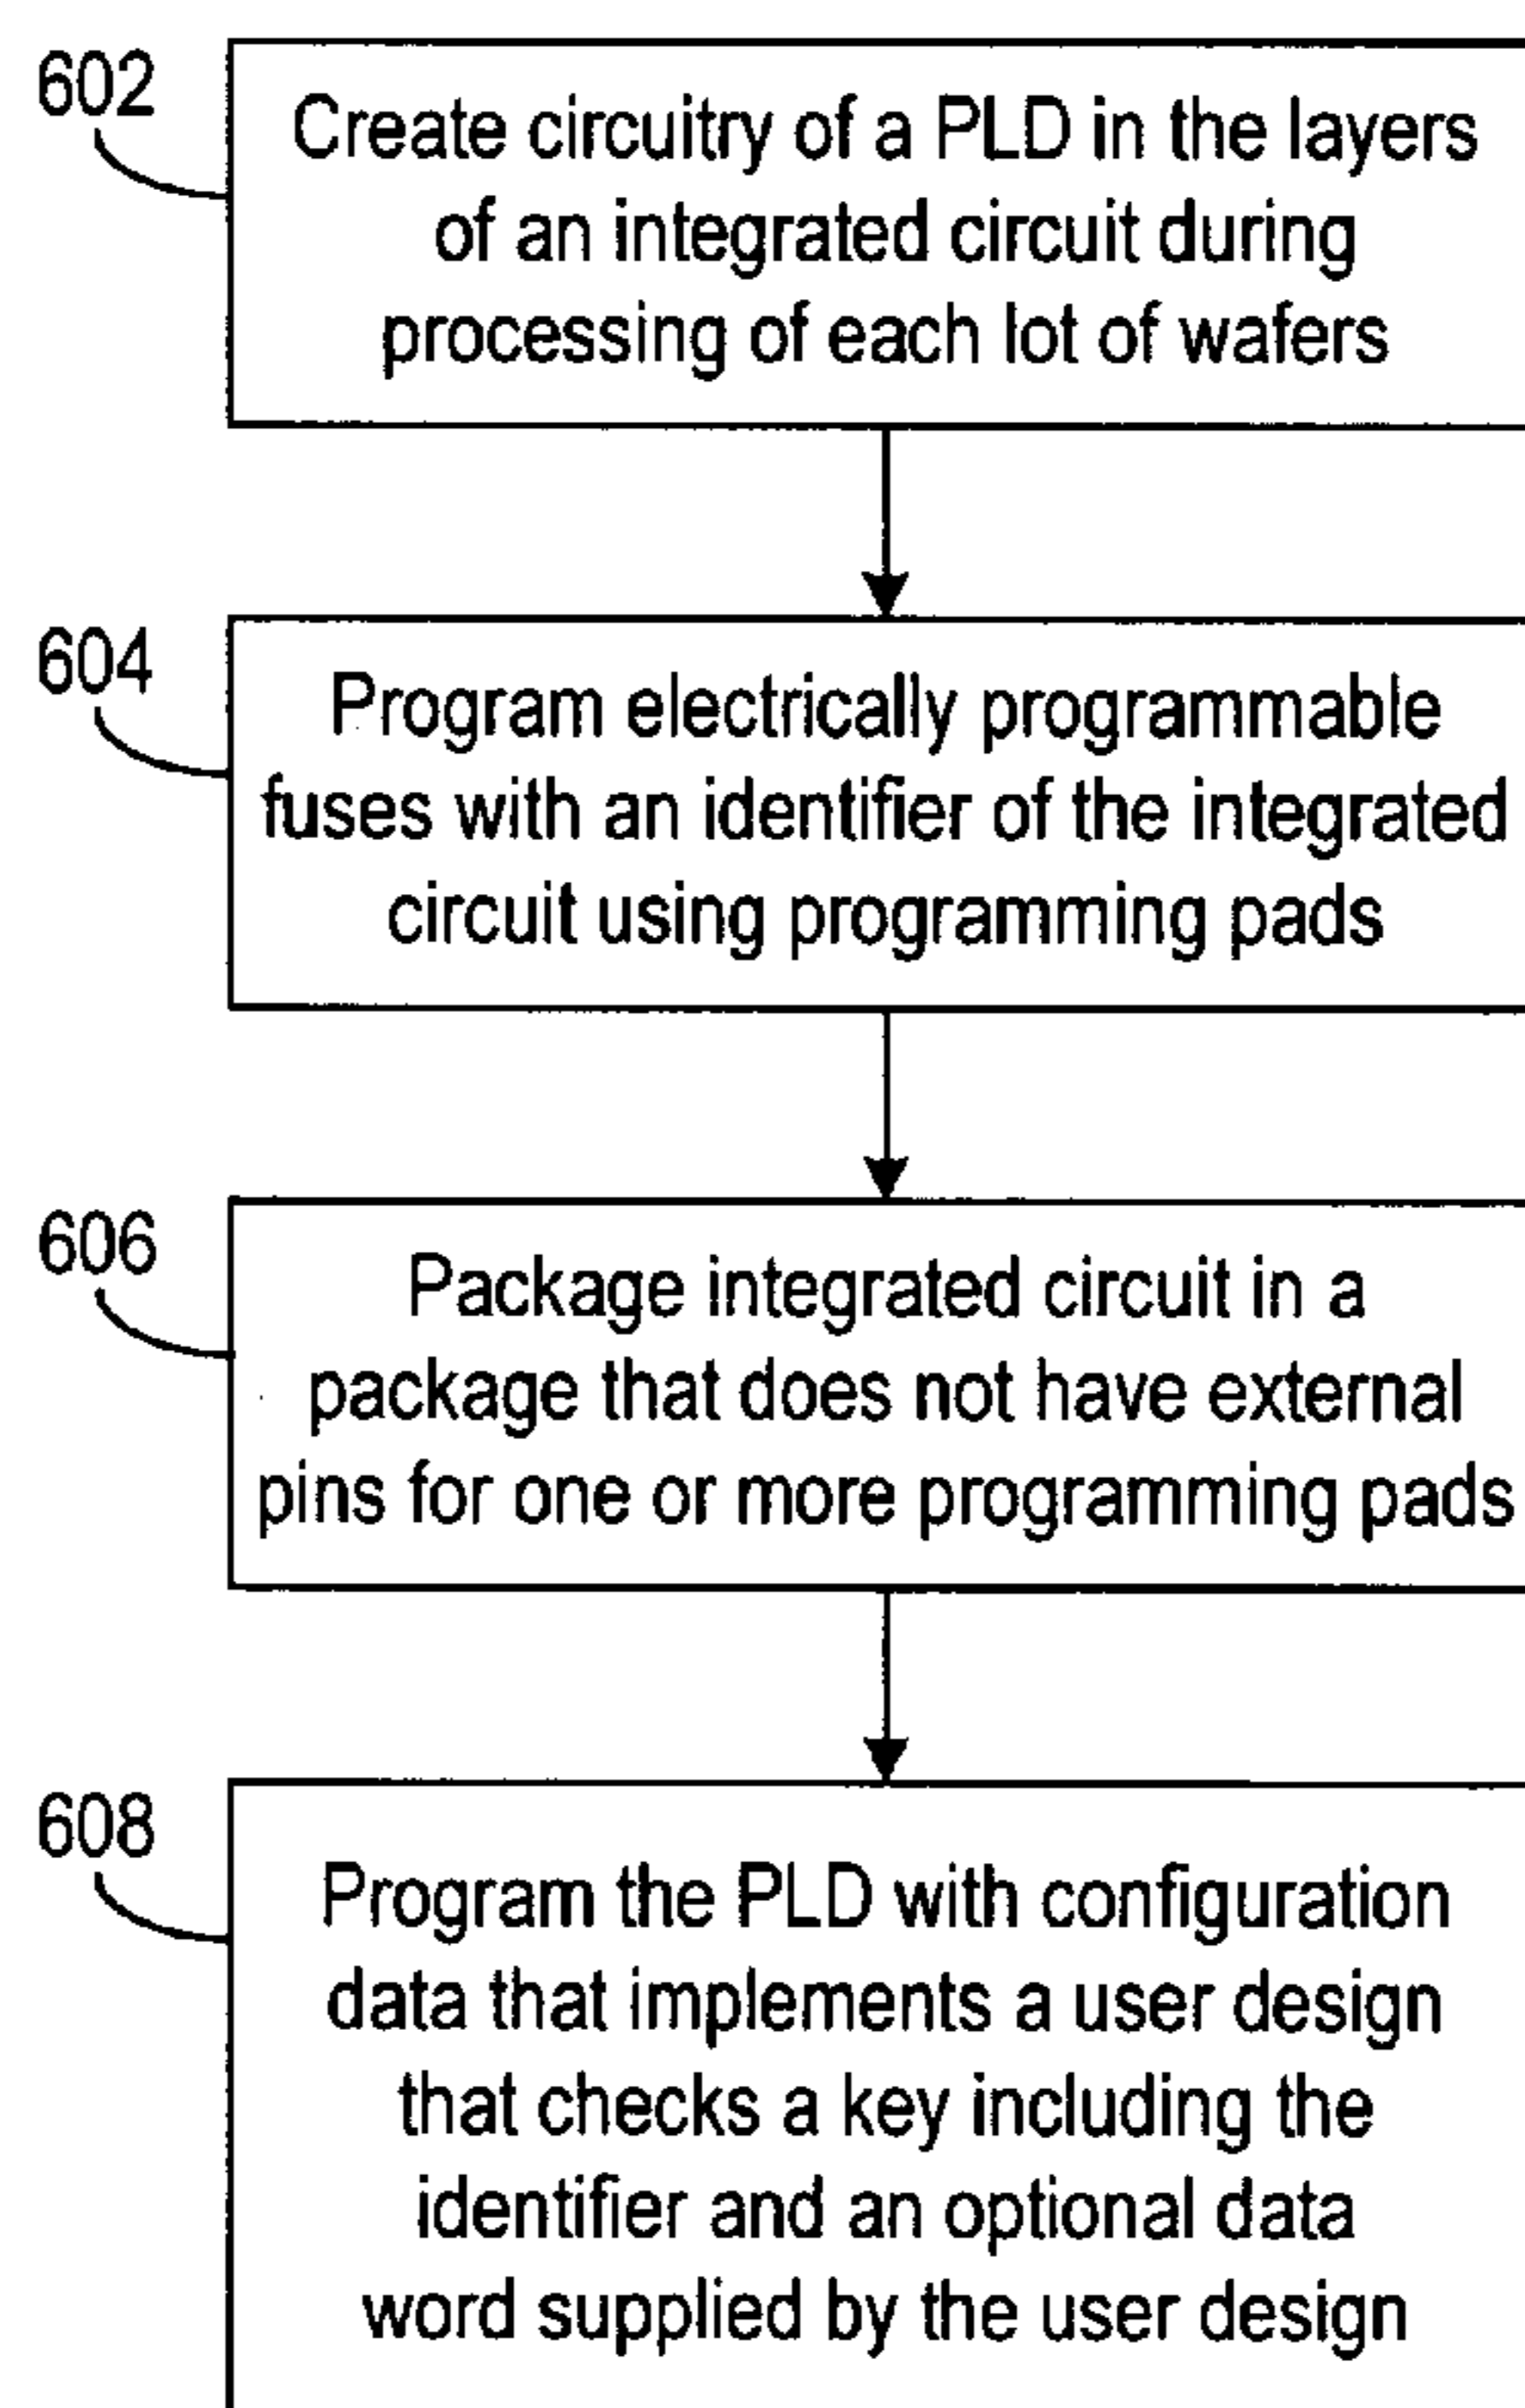 602
Create circuitry of a PLD in the layers
of an integrated circuit during
processing of each lot of wafers
604
Program electrically programmable
fuses with an identifier of the integrated
circuit using programming pads
606
Package integrated circuit in a
package that does not have external
pins for one or more programming pads
608
Program the PLD with configuration
data that implements a user design
that checks a key including the
identifier and an optional data
word supplied by the user design